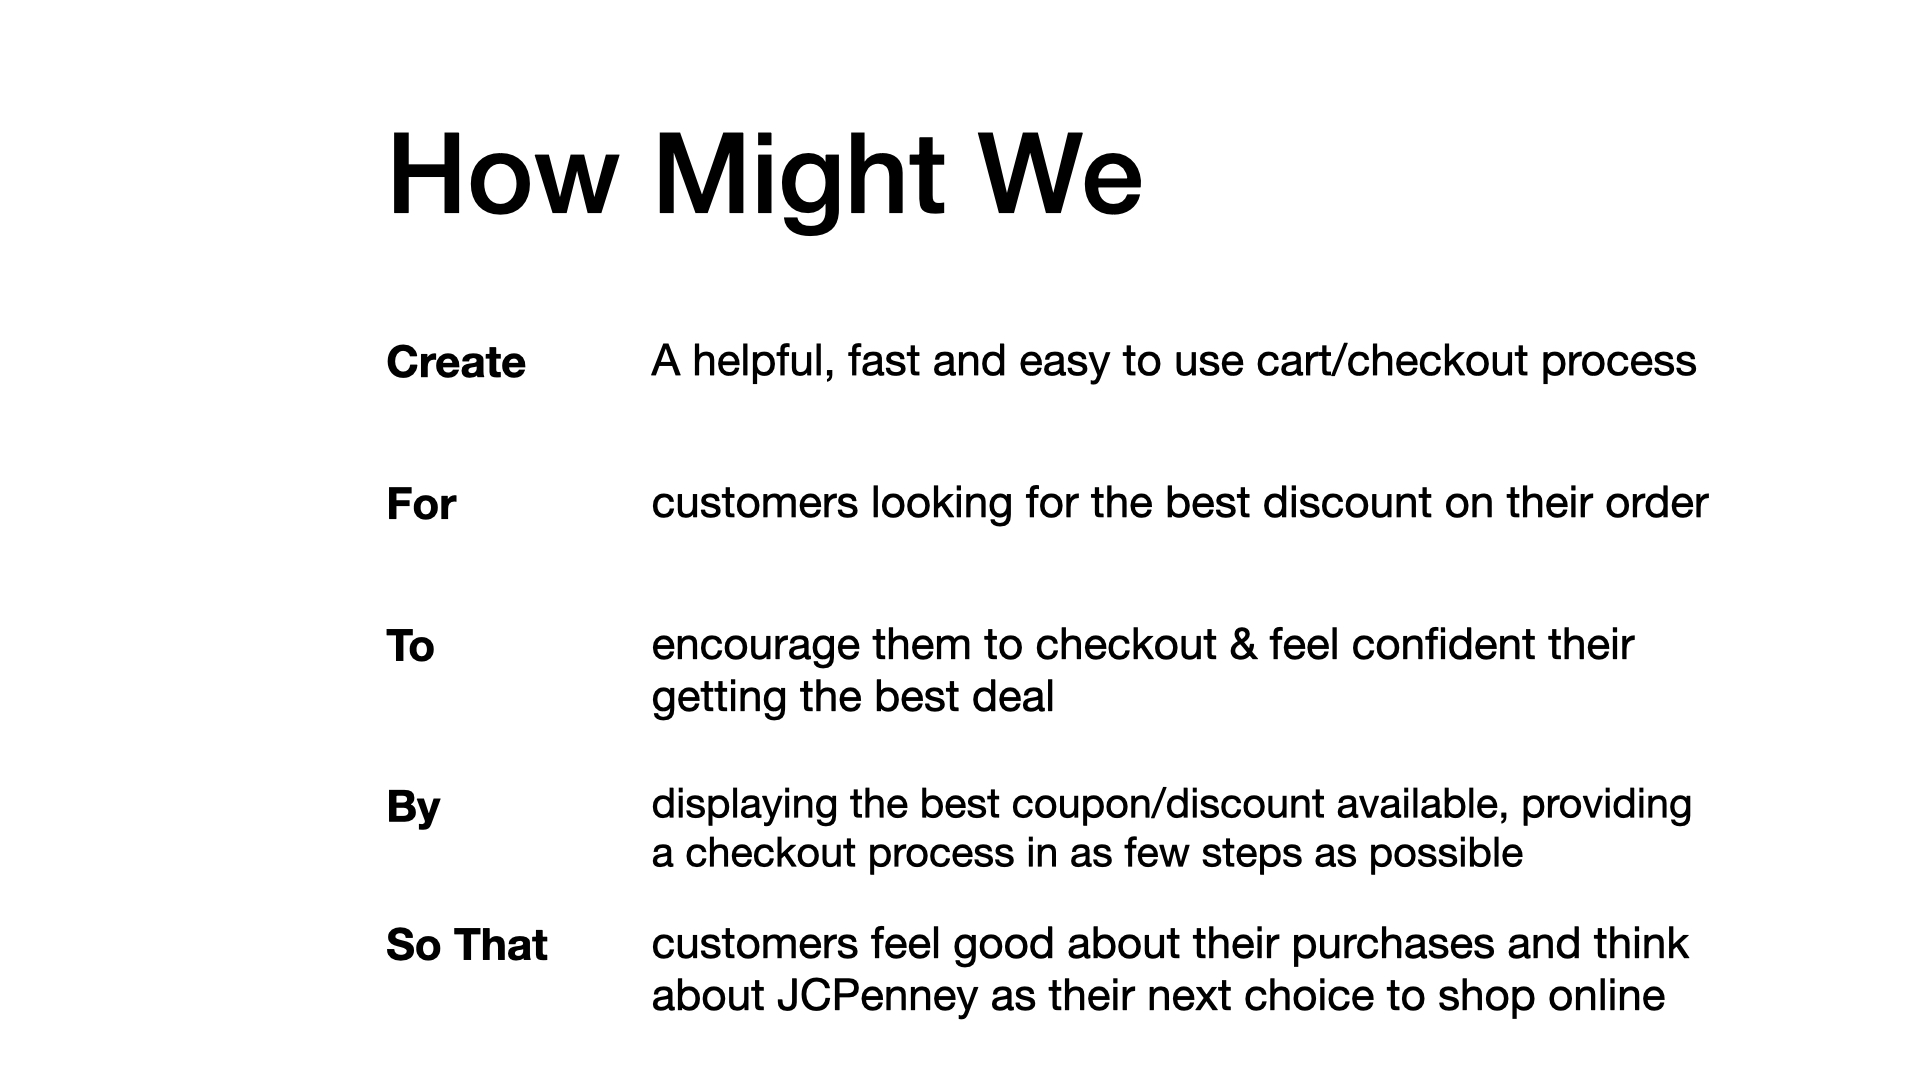 How Might We
Create A helpful, fast and easy to use cart/checkout process
For customers looking for the best discount on their order
To encourage them to checkout & feel confident their
getting the best deal
By displaying the best coupon/discount available, providing
a checkout process in as few steps as possible
So That customers feel good about their purchases and think
about JCPenney as their next choice to shop online